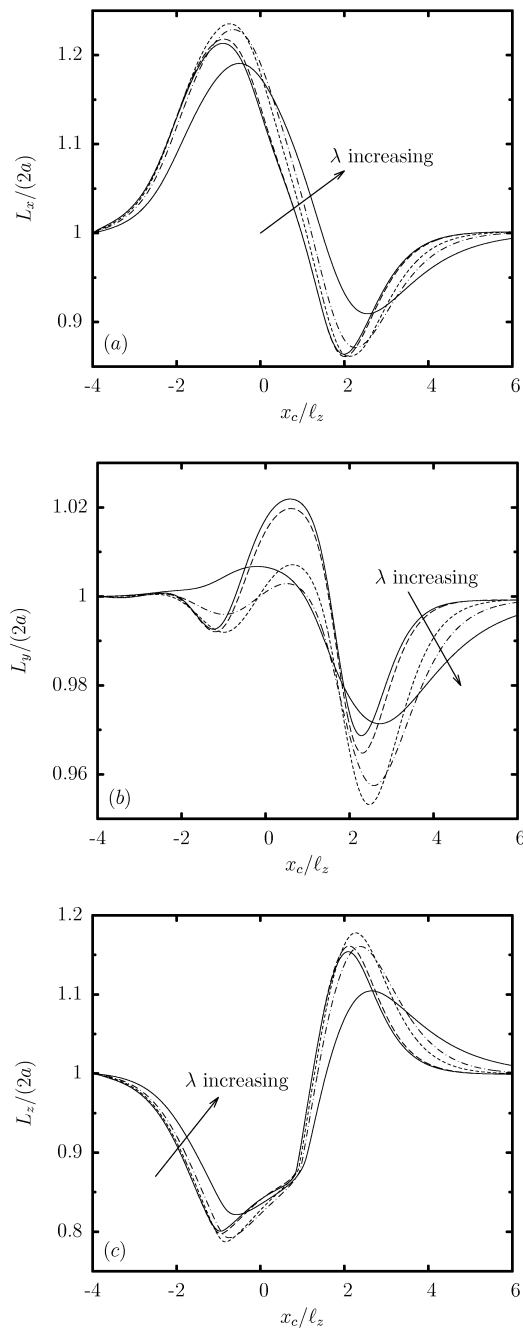 1.2
1.1
1
0.9
L_x/(2a)
λ increasing
(a)
-4 -2 0 2 4 6
x_c/ℓ_z
1.02
1
0.98
0.96
L_y/(2a)
λ increasing
(b)
-4 -2 0 2 4 6
x_c/ℓ_z
1.2
1.1
1
0.9
0.8
L_z/(2a)
λ increasing
(c)
-4 -2 0 2 4 6
x_c/ℓ_z